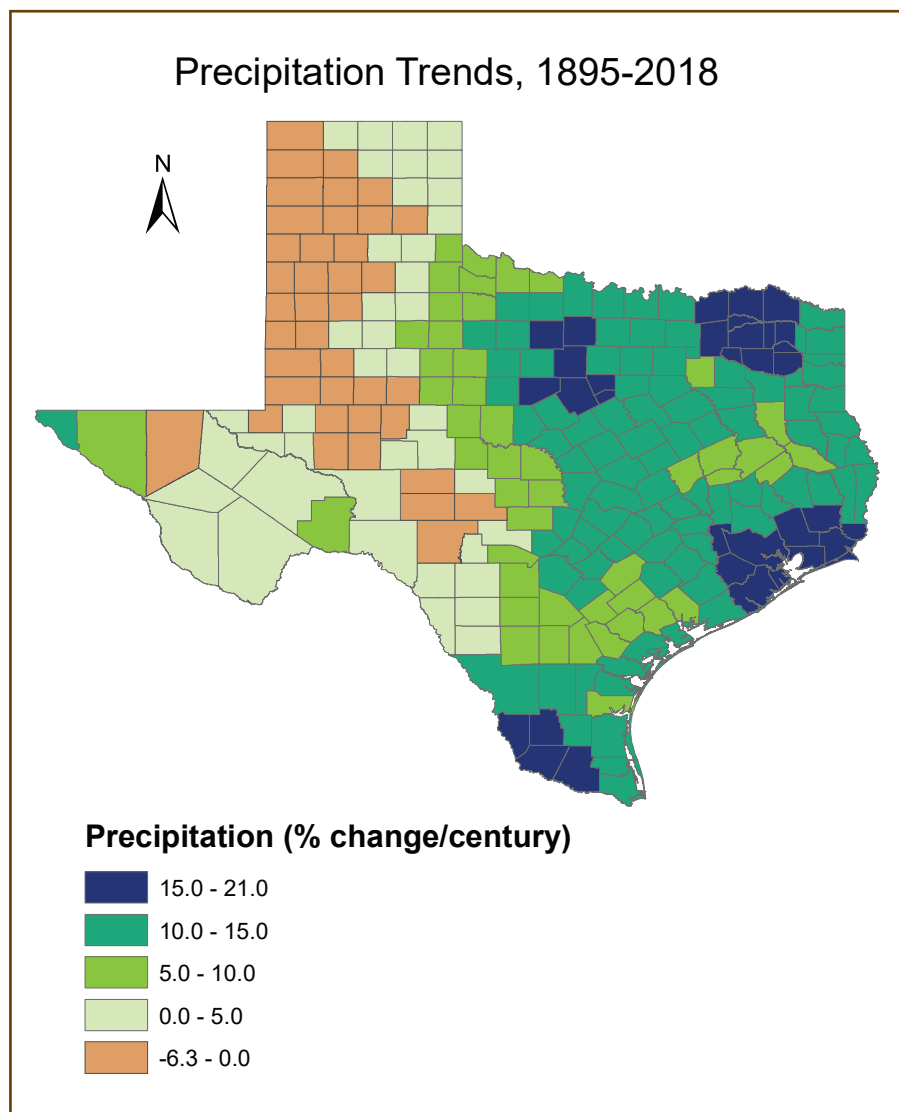 Precipitation Trends, 1895-2018
N
Precipitation (% change/century)
15.0 - 21.0
10.0 - 15.0
5.0 - 10.0
0.0 - 5.0
-6.3 - 0.0